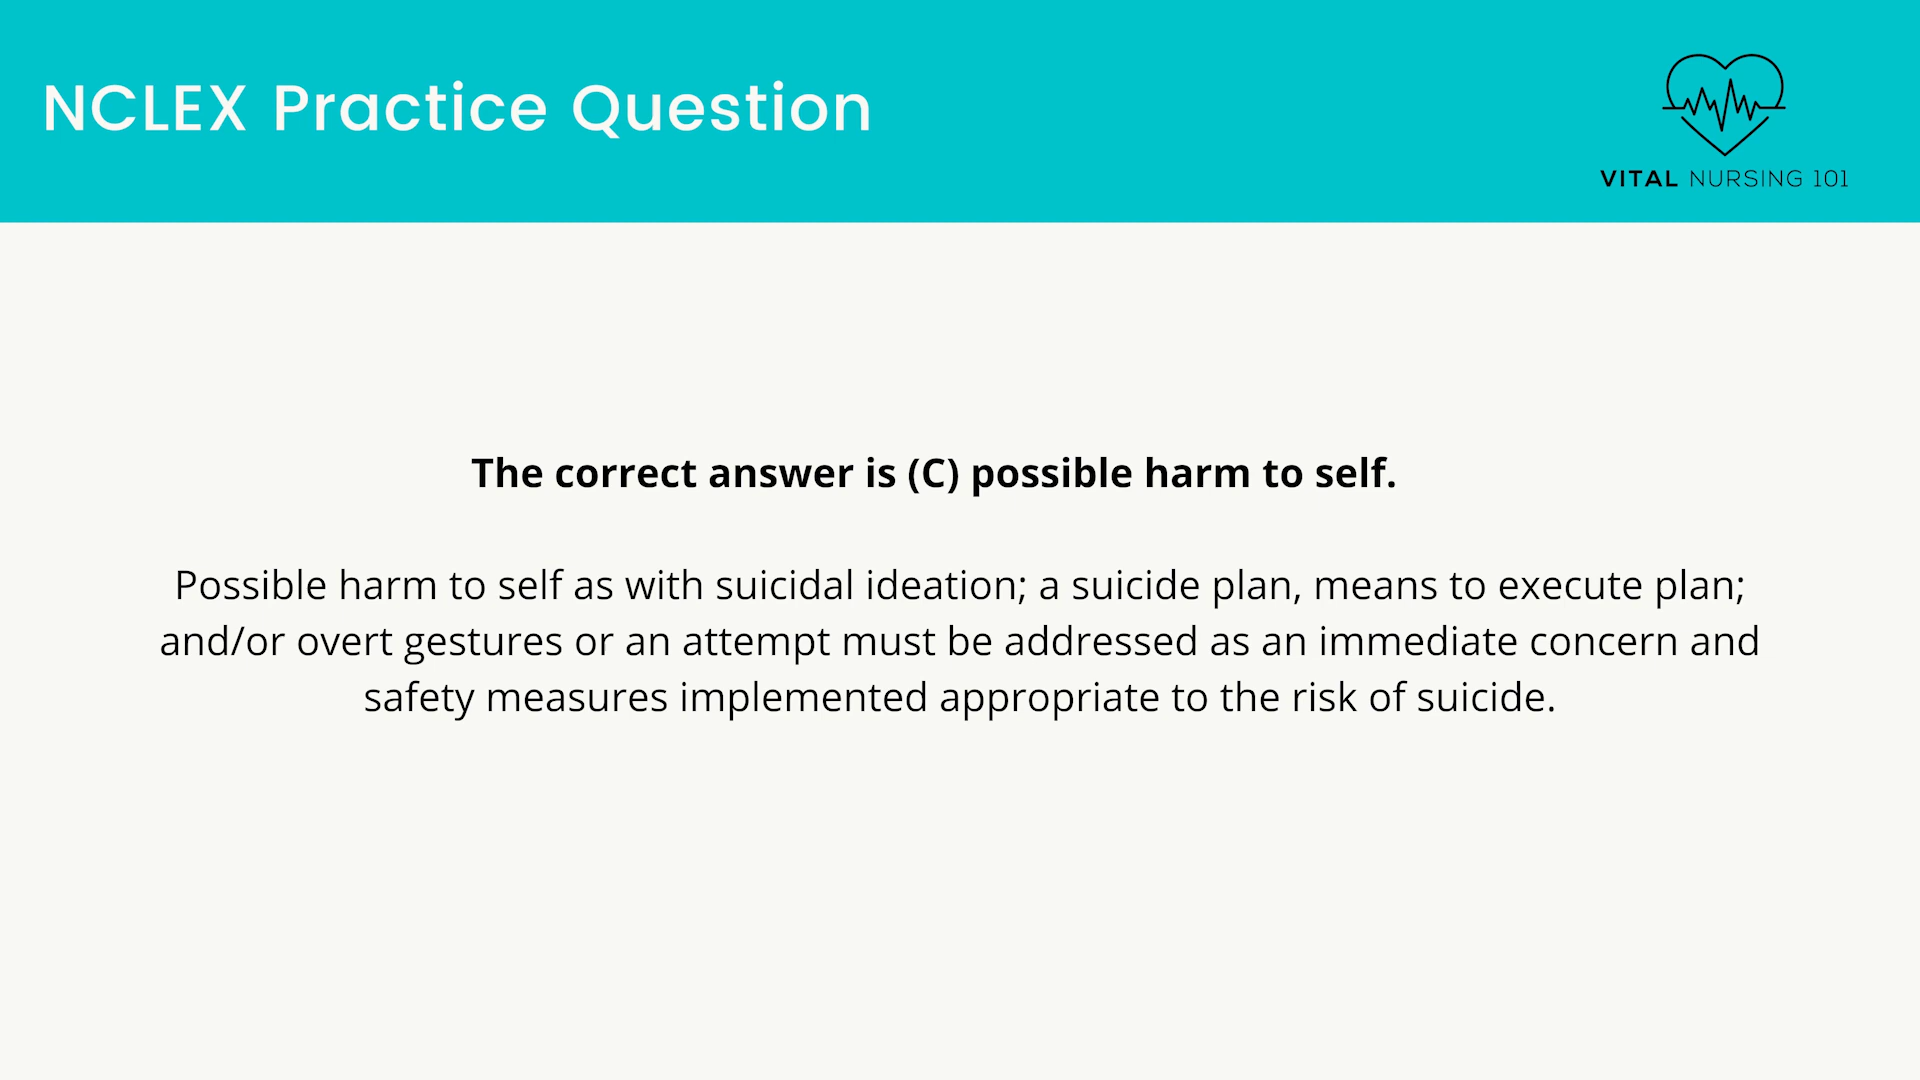 NCLEX Practice Question
VITAL NURSING 101
The correct answer is (C) possible harm to self.
Possible harm to self as with suicidal ideation; a suicide plan, means to execute plan;
and/or overt gestures or an attempt must be addressed as an immediate concern and
safety measures implemented appropriate to the risk of suicide.